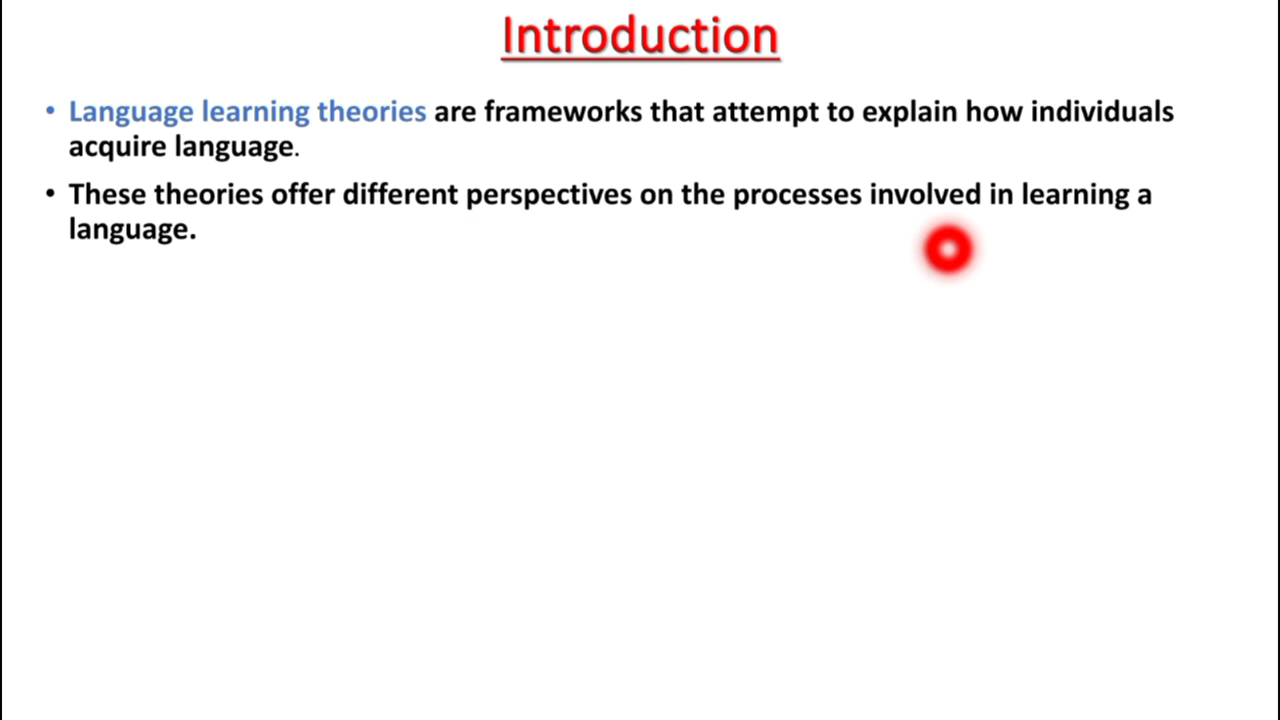 Introduction
• Language learning theories are frameworks that attempt to explain how individuals
acquire language.
• These theories offer different perspectives on the processes involved in learning a
language.